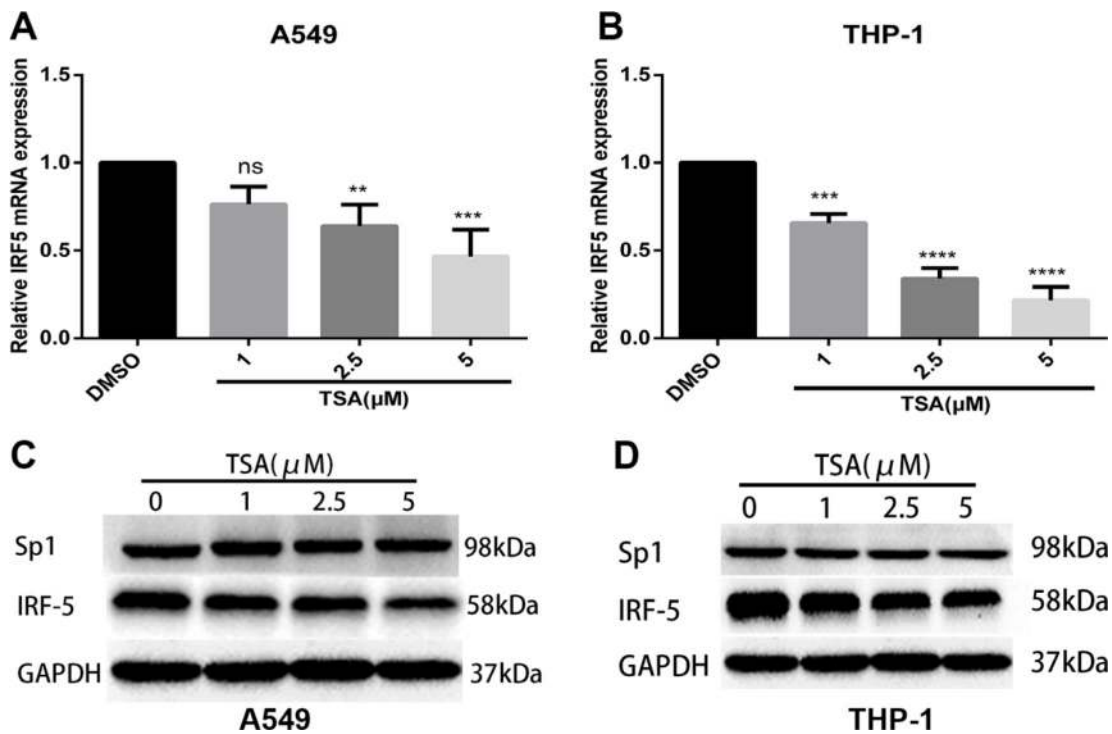 A
A549
Relative IRF5 mRNA expression
1.5
1.0
0.5
0.0
ns
**
***
DMSO
1
2.5
5
TSA(µM)
B
THP-1
Relative IRF5 mRNA expression
1.5
1.0
0.5
0.0
***
****
****
DMSO
1
2.5
5
TSA(µM)
C
TSA(μM)
0 1 2.5 5
Sp1 98kDa
IRF-5 58kDa
GAPDH 37kDa
A549
D
TSA(μM)
0 1 2.5 5
Sp1 98kDa
IRF-5 58kDa
GAPDH 37kDa
THP-1